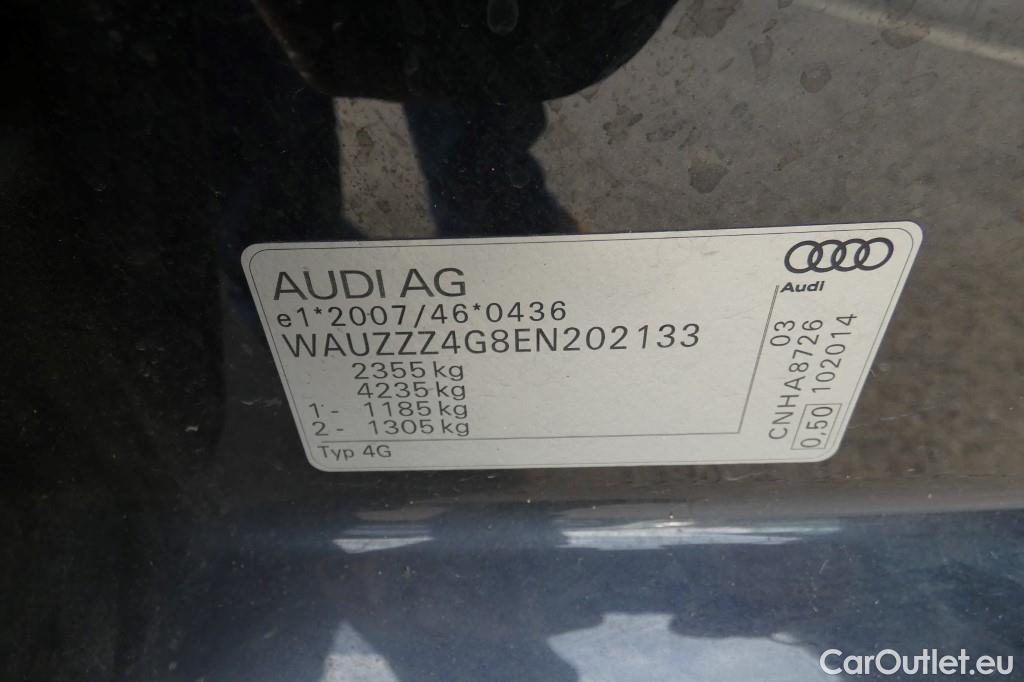 AUDI AG
e1*2007/46*0436
WAUZZZ4G8EN202133
2355 kg
4235 kg
1- 1185 kg
2- 1305 kg
Typ 4G
Audi
CNHA8726 03
0,50 102014
CarOutlet.eu